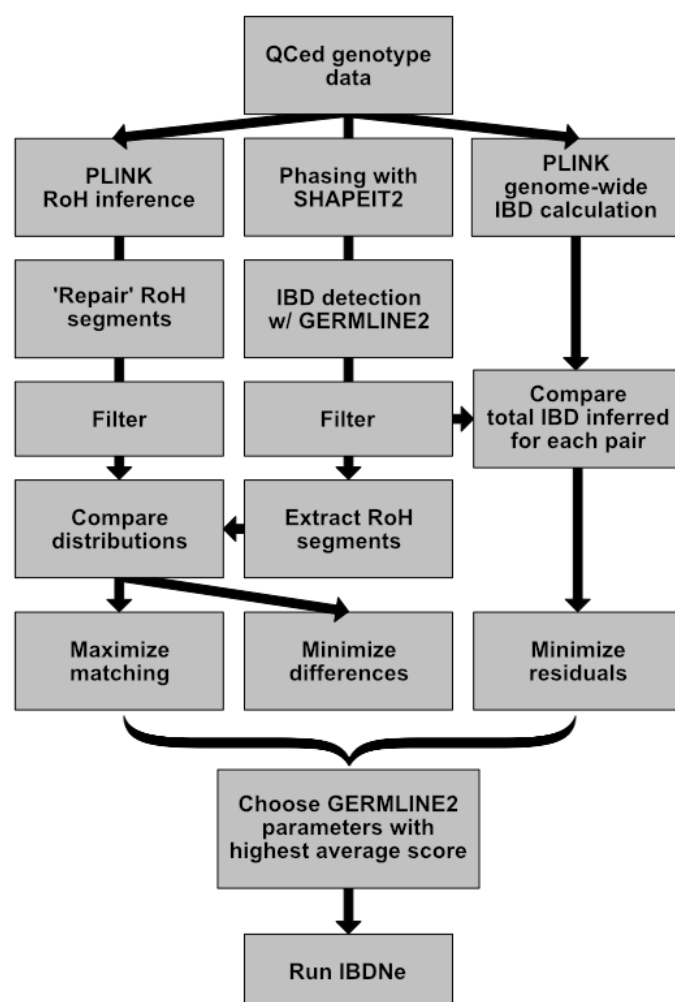 QCed genotype
data
PLINK
RoH inference
Phasing with
SHAPEIT2
PLINK
genome-wide
IBD calculation
'Repair' RoH
segments
IBD detection
w/ GERMLINE2
Filter
Filter
Compare
total IBD inferred
for each pair
Compare
distributions
Extract RoH
segments
Maximize
matching
Minimize
differences
Minimize
residuals
Choose GERMLINE2
parameters with
highest average score
Run IBDNe